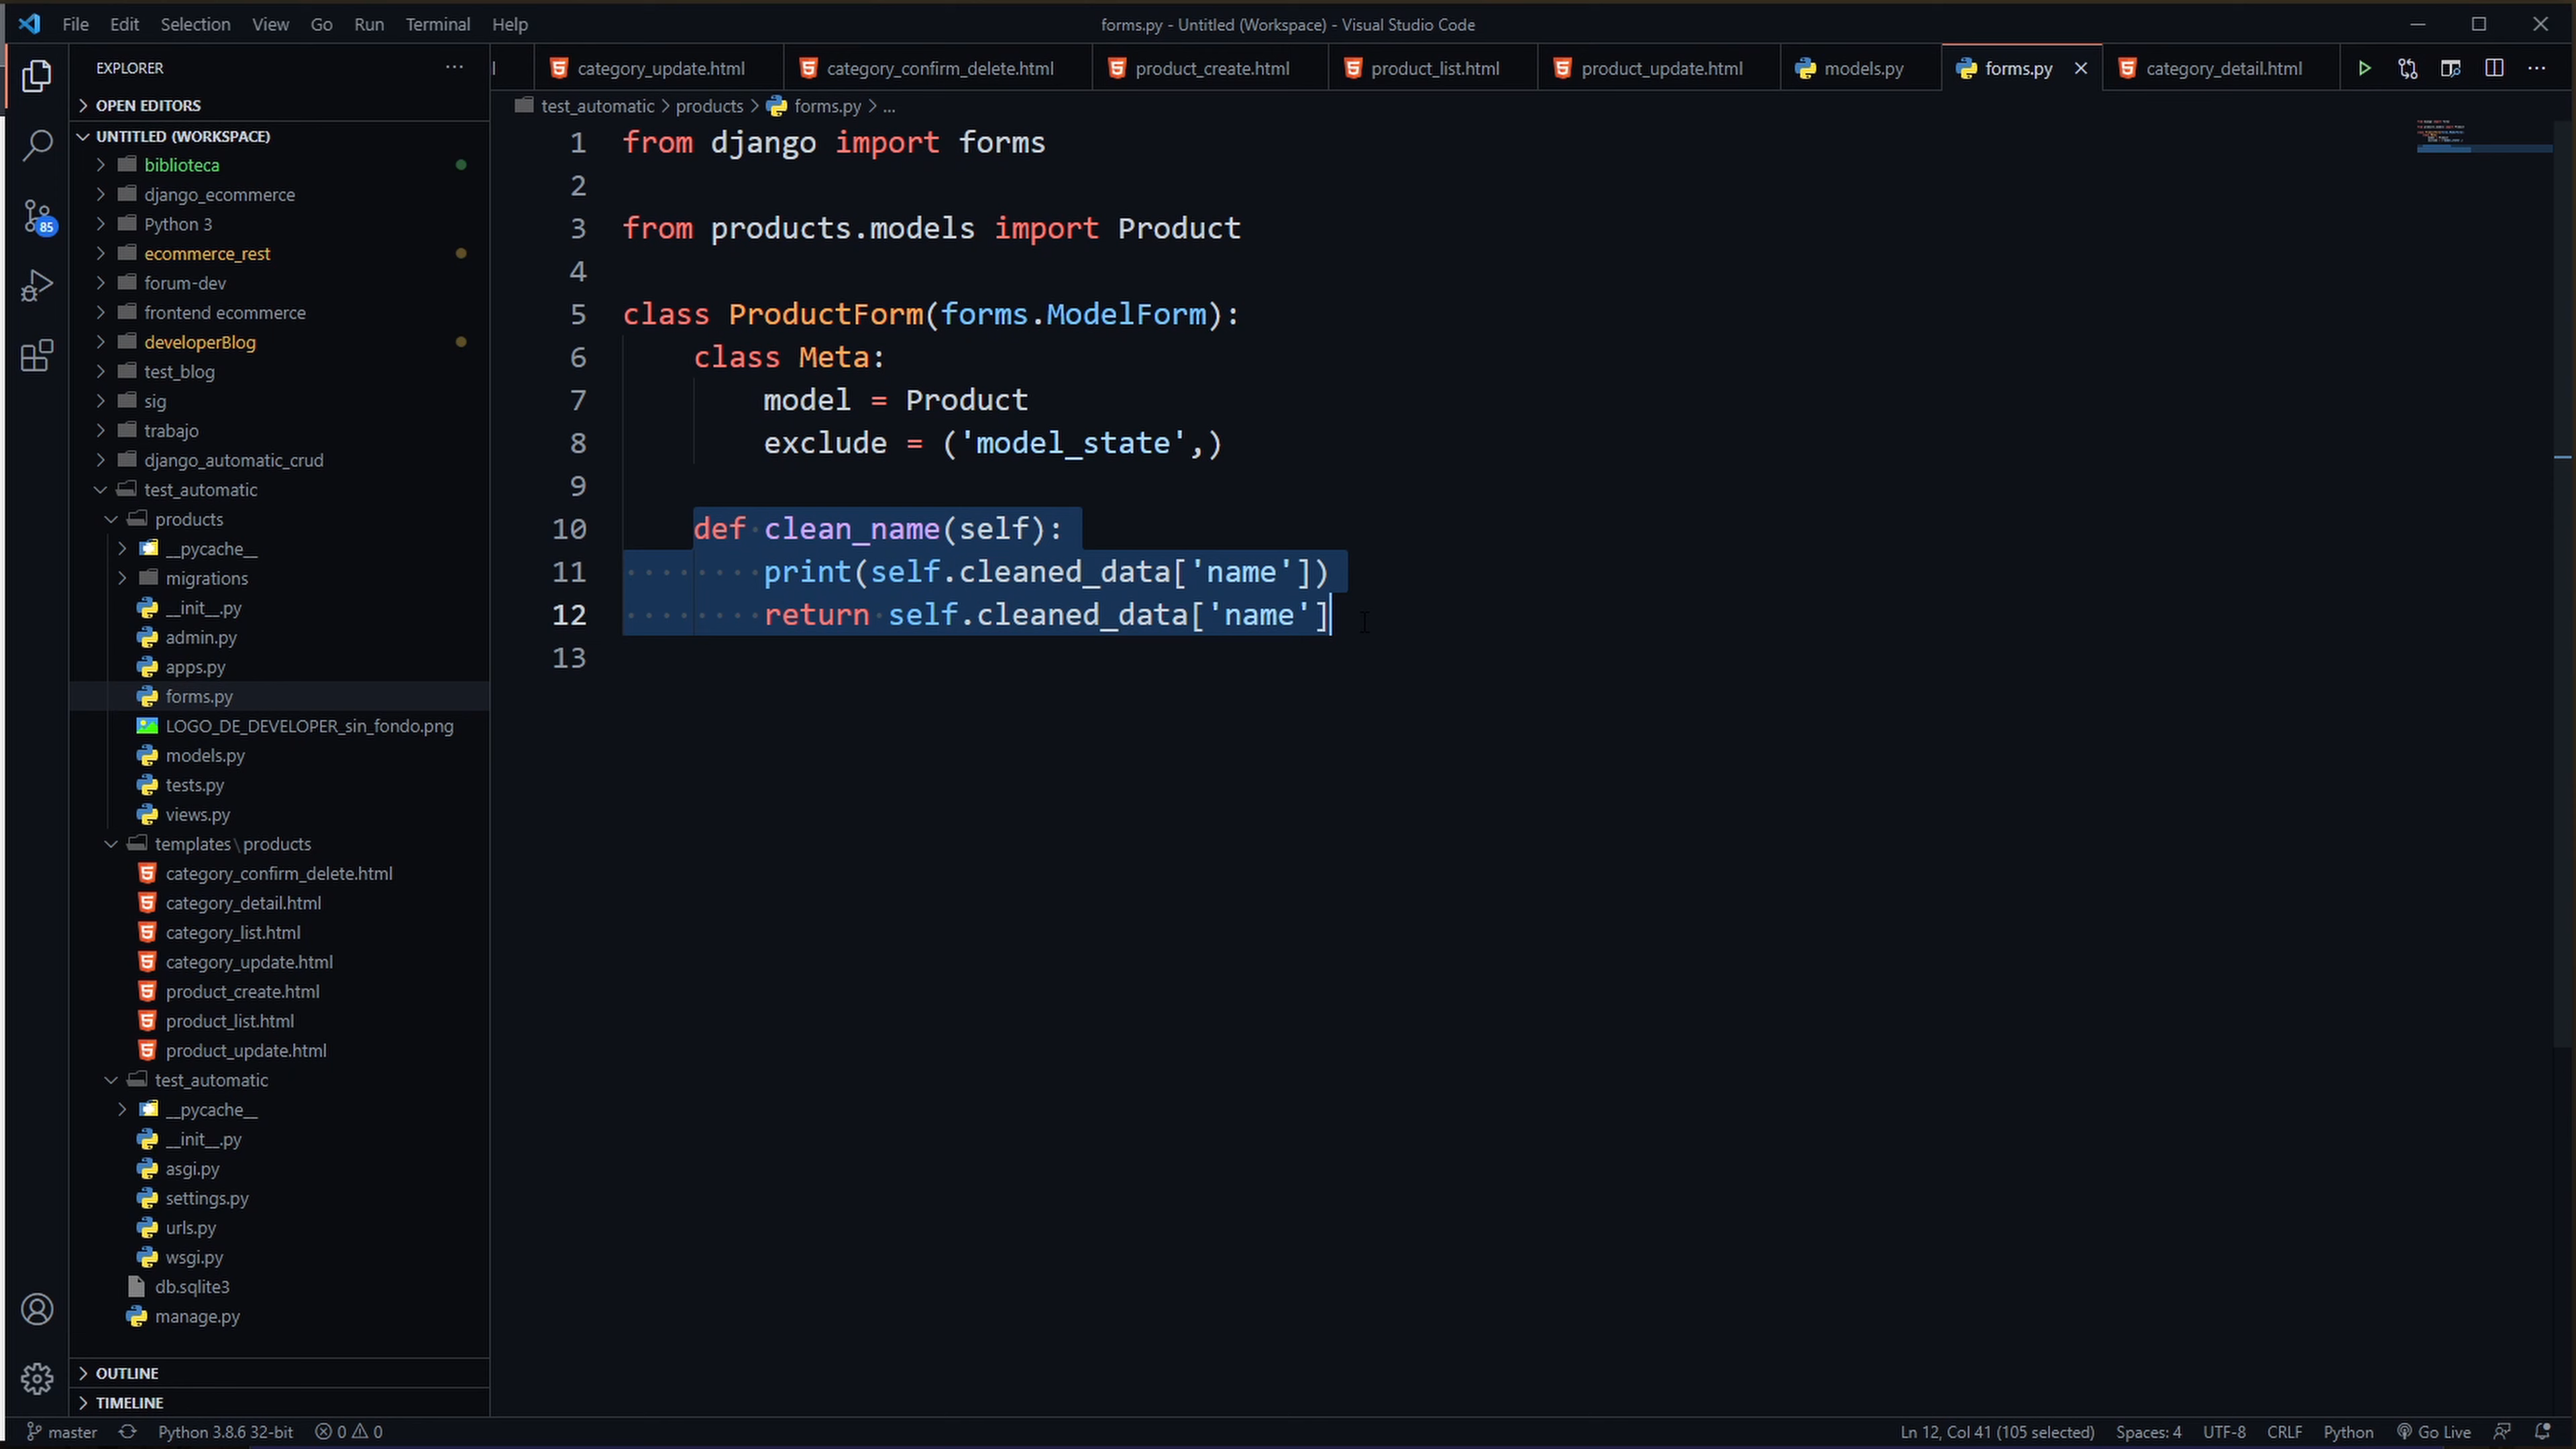 File Edit Selection View Go Run Terminal Help
forms.py - Untitled (Workspace) - Visual Studio Code
EXPLORER
OPEN EDITORS
UNTITLED (WORKSPACE)
biblioteca
django_ecommerce
Python 3
ecommerce_rest
forum-dev
frontend ecommerce
developerBlog
test_blog
sig
trabajo
django_automatic_crud
test_automatic
products
__pycache__
migrations
__init__.py
admin.py
apps.py
forms.py
LOGO_DE_DEVELOPER_sin_fondo.png
models.py
tests.py
views.py
templates\products
category_confirm_delete.html
category_detail.html
category_list.html
category_update.html
product_create.html
product_list.html
product_update.html
test_automatic
__pycache__
__init__.py
asgi.py
settings.py
urls.py
wsgi.py
db.sqlite3
manage.py
OUTLINE
TIMELINE
85
category_update.html category_confirm_delete.html product_create.html product_list.html product_update.html models.py forms.py category_detail.html
test_automatic > products > forms.py > ...
1 from django import forms
2
3 from products.models import Product
4
5 class ProductForm(forms.ModelForm):
6 class Meta:
7 model = Product
8 exclude = ('model_state',)
9
10 def clean_name(self):
11 print(self.cleaned_data['name'])
12 return self.cleaned_data['name']
13
master Python 3.8.6 32-bit 0 0 Ln 12, Col 41 (105 selected) Spaces: 4 UTF-8 CRLF Python Go Live